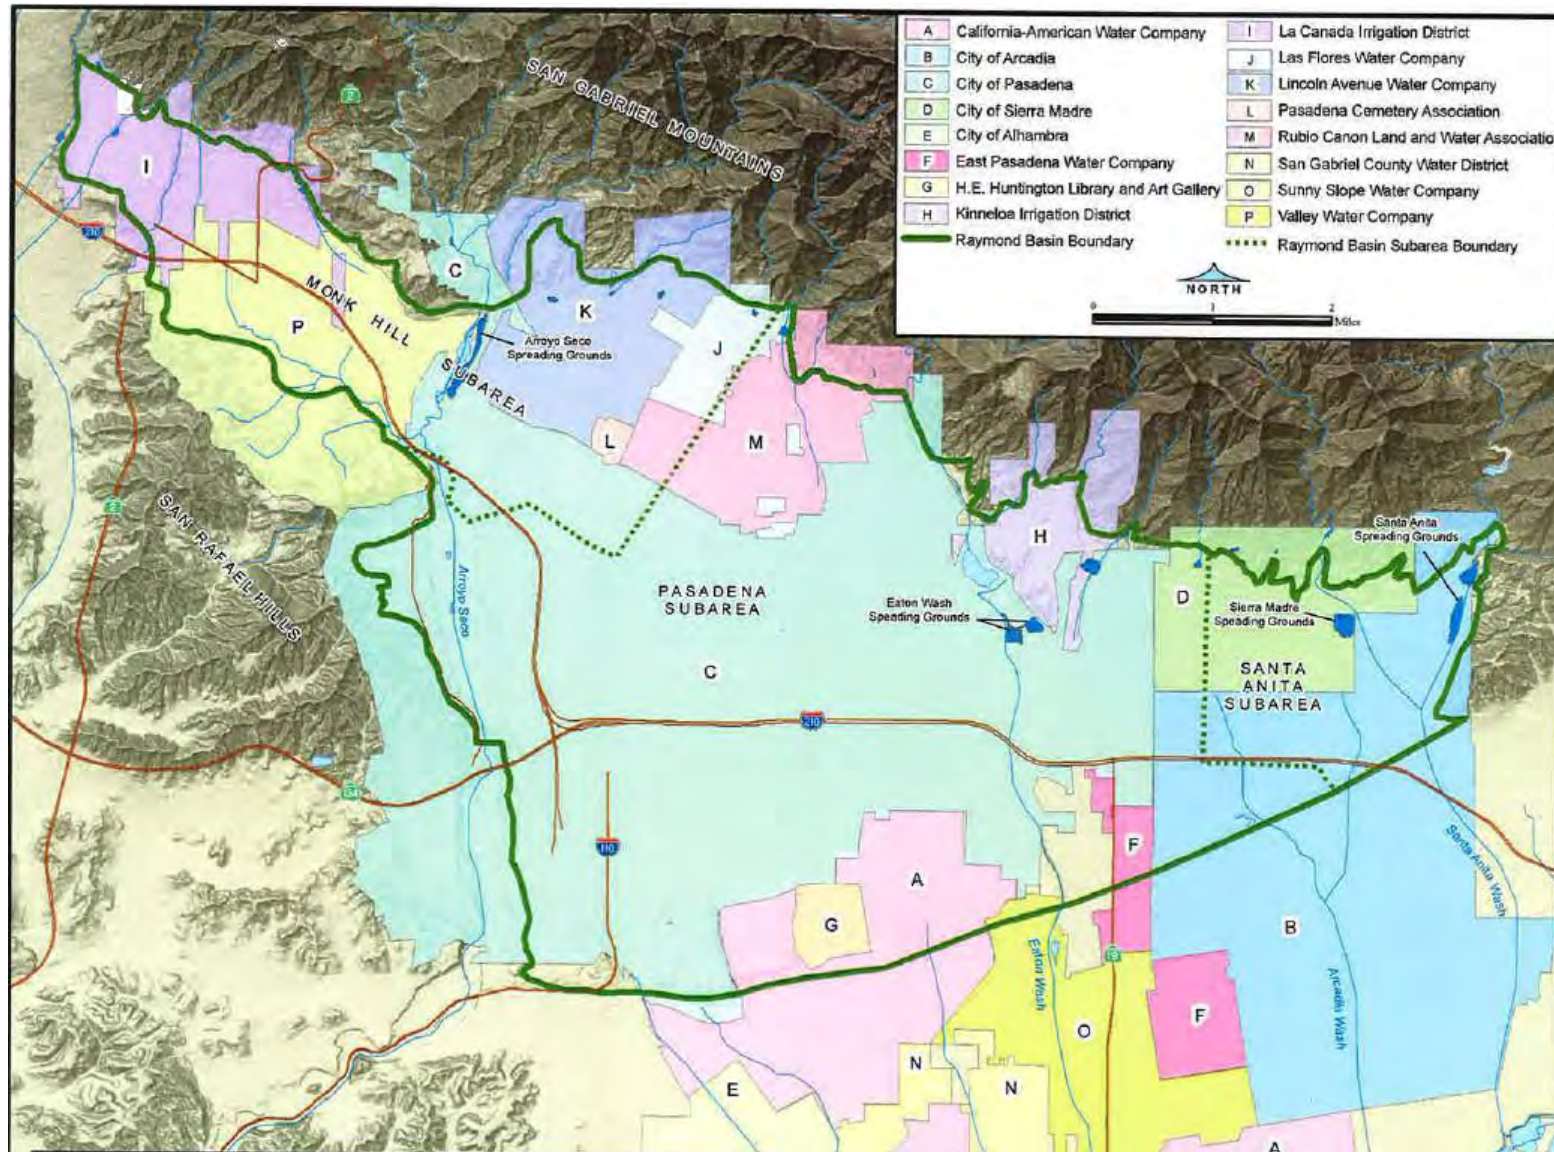 A California-American Water Company
B City of Arcadia
C City of Pasadena
D City of Sierra Madre
E City of Alhambra
F East Pasadena Water Company
G H.E. Huntington Library and Art Gallery
H Kinneloa Irrigation District
Raymond Basin Boundary
I La Canada Irrigation District
J Las Flores Water Company
K Lincoln Avenue Water Company
L Pasadena Cemetery Association
M Rubio Canon Land and Water Association
N San Gabriel County Water District
O Sunny Slope Water Company
P Valley Water Company
Raymond Basin Subarea Boundary
NORTH
0 1 2
Miles
SAN GABRIEL MOUNTAINS
2
I
210
C
K
MONK HILL
SUBAREA
P
Arroyo Seco
Spreading Grounds
J
L
M
2
SAN RAFAEL HILLS
Arroyo Seco
H
Santa Anita
Spreading Grounds
PASADENA
SUBAREA
Eaton Wash
Speading Grounds
D
Sierra Madre
Spreading Grounds
C
SANTA
ANITA
SUBAREA
210
134
110
F
A
G
B
Santa Anita Wash
Eaton Wash
Arcadia Wash
19
F
O
E
N
N
A